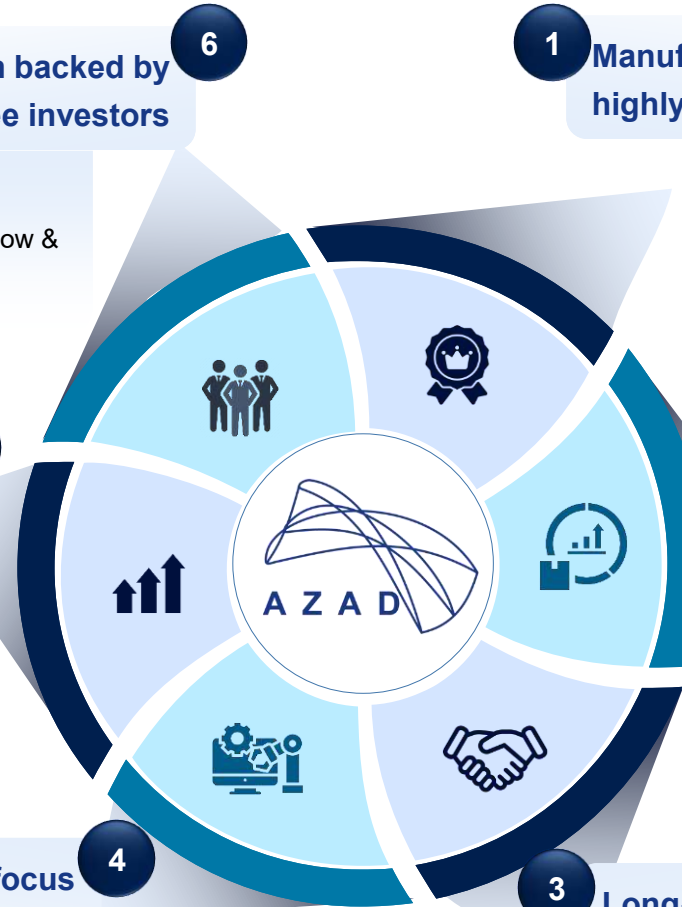 6
n backed by
e investors
ow &
1
Manuf
highly
AZAD
4
focus
3
Long